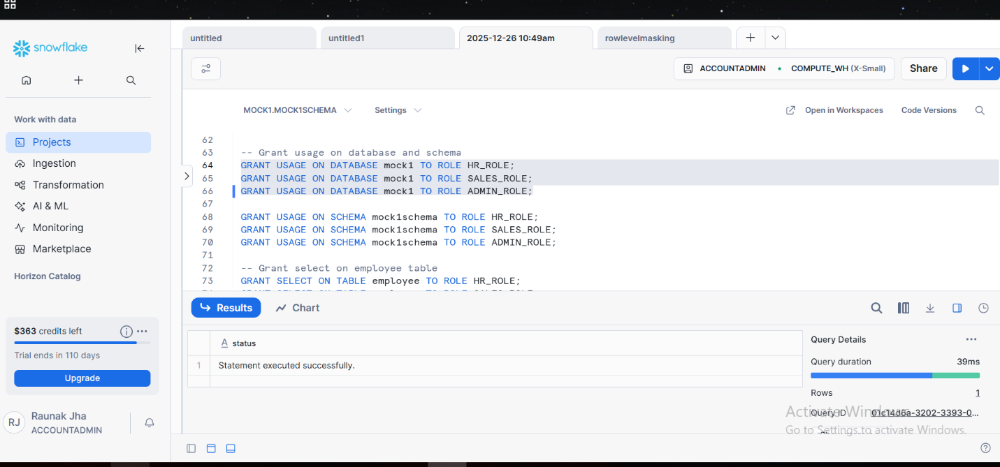 snowflake
untitled
untitled1
2025-12-26 10:49am
rowlevelmasking
ACCOUNTADMIN
COMPUTE_WH (X-Small)
Share
MOCK1.MOCK1SCHEMA
Settings
Open in Workspaces
Code Versions
Work with data
Projects
Ingestion
Transformation
AI & ML
Monitoring
Marketplace
Horizon Catalog
$363 credits left
Trial ends in 110 days
Upgrade
RJ
Raunak Jha
ACCOUNTADMIN
62
63 -- Grant usage on database and schema
64 GRANT USAGE ON DATABASE mock1 TO ROLE HR_ROLE;
65 GRANT USAGE ON DATABASE mock1 TO ROLE SALES_ROLE;
66 GRANT USAGE ON DATABASE mock1 TO ROLE ADMIN_ROLE;
67
68 GRANT USAGE ON SCHEMA mock1schema TO ROLE HR_ROLE;
69 GRANT USAGE ON SCHEMA mock1schema TO ROLE SALES_ROLE;
70 GRANT USAGE ON SCHEMA mock1schema TO ROLE ADMIN_ROLE;
71
72 -- Grant select on employee table
73 GRANT SELECT ON TABLE employee TO ROLE HR_ROLE;
Results
Chart
A status
1 Statement executed successfully.
Query Details
Query duration 39ms
Rows 1
Query ID
Activate Windows
Go to Settings to activate Windows.